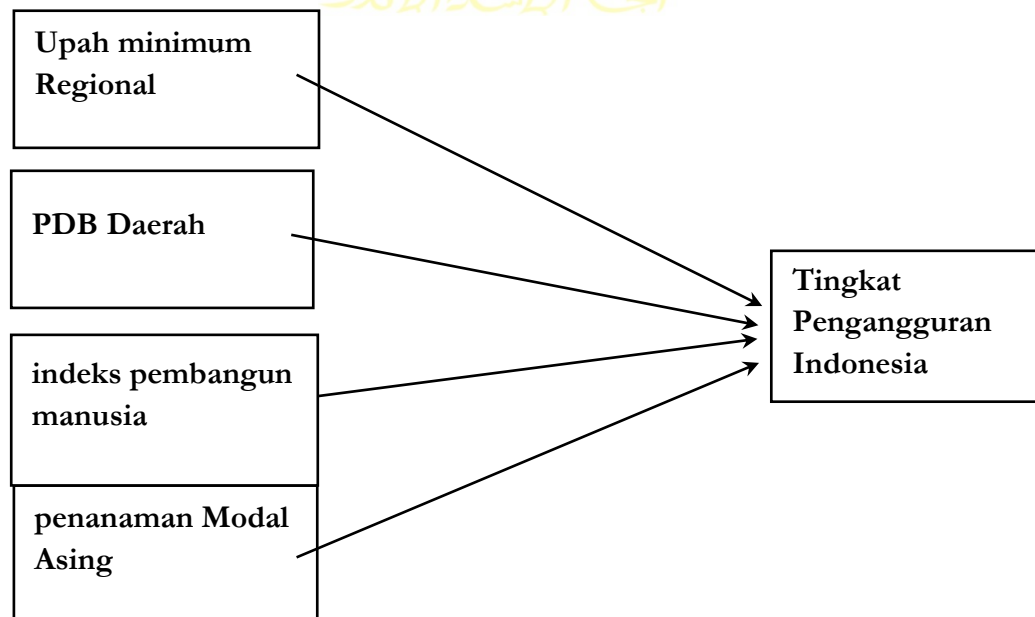 Upah minimum
Regional
PDB Daerah
indeks pembangun
manusia
penanaman Modal
Asing
Tingkat
Pengangguran
Indonesia